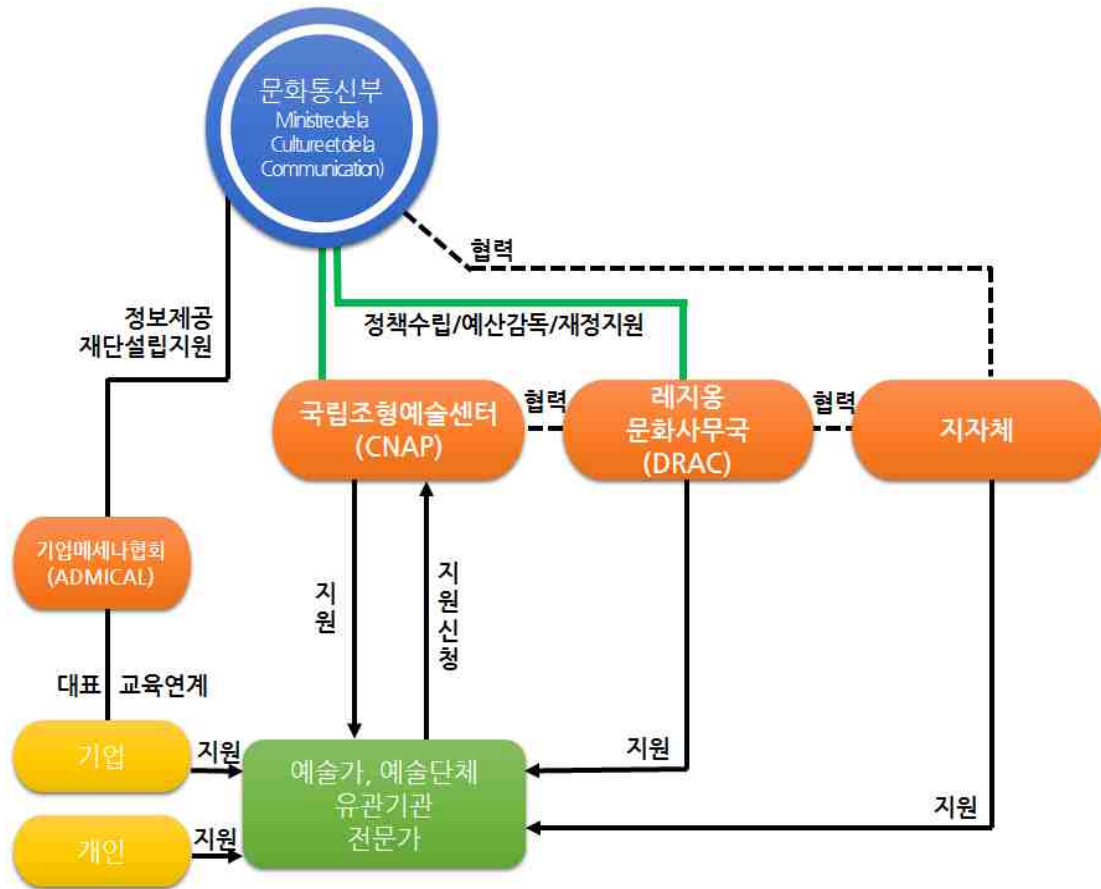 문화통신부
Ministre de la
Culture et de la
Communication)
협력
정보제공
재단설립지원
정책수립/예산감독/재정지원
국립조형예술센터
(CNAP)
협력
레지옹
문화사무국
(DRAC)
협력
지자체
기업메세나협회
(ADMICAL)
지원
지원신청
대표 교육연계
기업
지원
예술가, 예술단체
유관기관
전문가
지원
지원
개인
지원